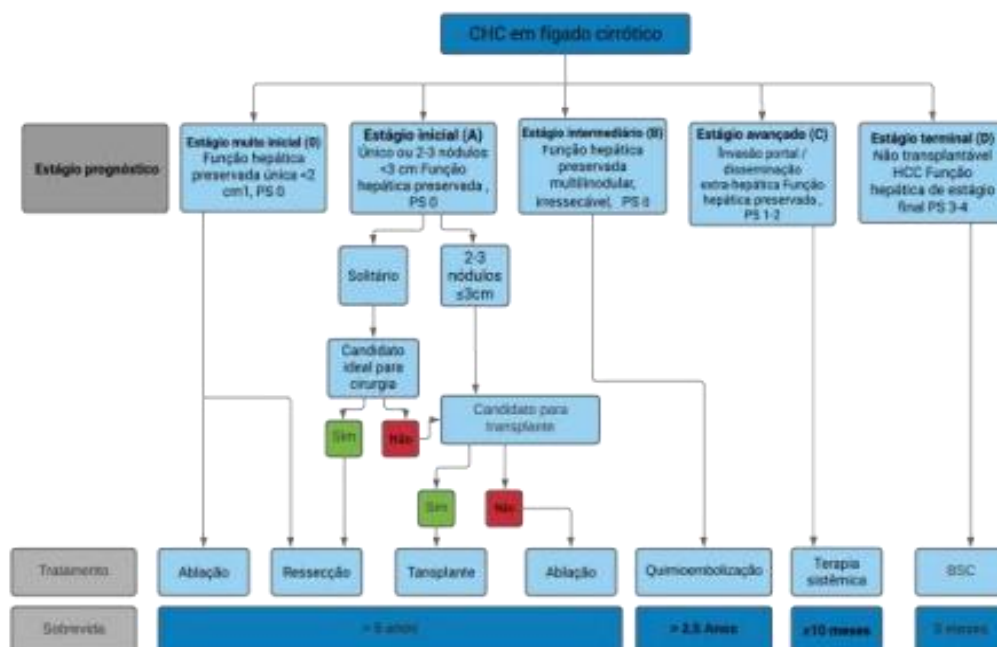 CHC em fígado cirrótico
Estágio prognóstico
Estágio muito inicial (0)
Função hepática
preservada única <2
cm1, PS 0
Estágio inicial (A)
Único ou 2-3 nódulos
<3 cm Função
hepática preservada ,
PS 0
Estágio intermediário (B)
Função hepática
preservada
multilinodular,
irressecável, PS 0
Estágio avançado (C)
Invasão portal /
disseminação
extra-hepática Função
hepática preservada ,
PS 1-2
Estágio terminal (D)
Não transplantável
HCC Função
hepática de estágio
final PS 3-4
Solitário
2-3
nódulos
≤3cm
Candidato
ideal para
cirurgia
Sim
Não
Candidato para
transplante
Sim
Não
Tratamento
Ablação
Ressecção
Tansplante
Ablação
Quimioembolização
Terapia
sistêmica
BSC
Sobrevida
> 5 anos
> 2,5 Anos
≥10 meses
meses